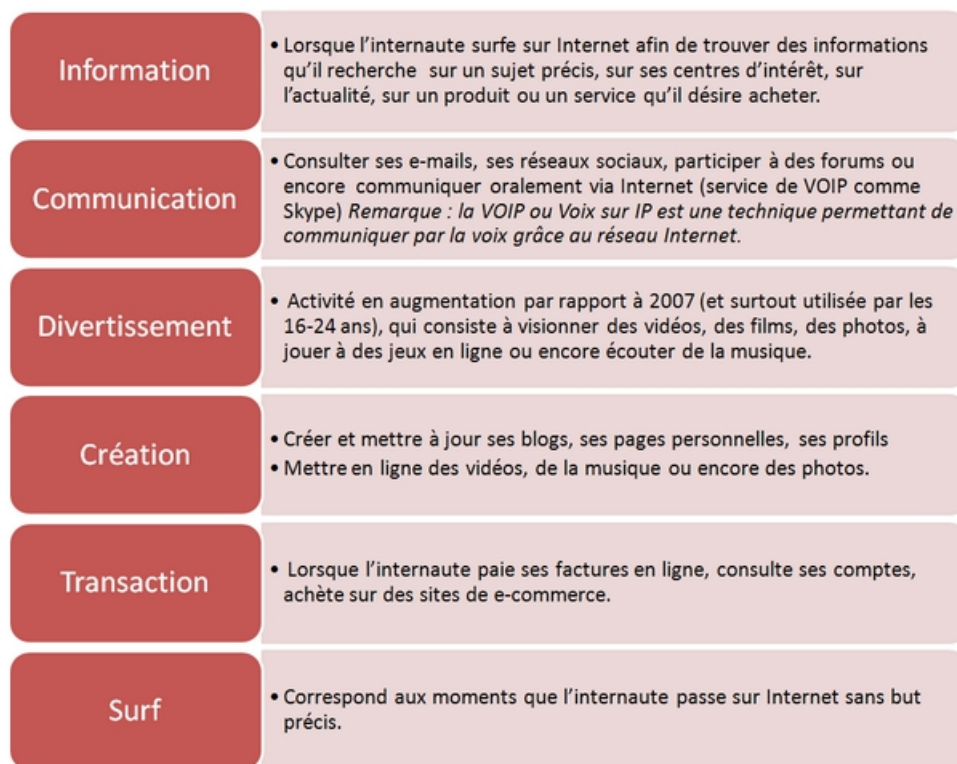 Information
• Lorsque l'internaute surfe sur Internet afin de trouver des informations
qu'il recherche sur un sujet précis, sur ses centres d'intérêt, sur
l'actualité, sur un produit ou un service qu'il désire acheter.
Communication
• Consulter ses e-mails, ses réseaux sociaux, participer à des forums ou
encore communiquer oralement via Internet (service de VOIP comme
Skype) Remarque : la VOIP ou Voix sur IP est une technique permettant de
communiquer par la voix grâce au réseau Internet.
Divertissement
• Activité en augmentation par rapport à 2007 (et surtout utilisée par les
16-24 ans), qui consiste à visionner des vidéos, des films, des photos, à
jouer à des jeux en ligne ou encore écouter de la musique.
Création
• Créer et mettre à jour ses blogs, ses pages personnelles, ses profils
• Mettre en ligne des vidéos, de la musique ou encore des photos.
Transaction
• Lorsque l'internaute paie ses factures en ligne, consulte ses comptes,
achète sur des sites de e-commerce.
Surf
• Correspond aux moments que l'internaute passe sur Internet sans but
précis.